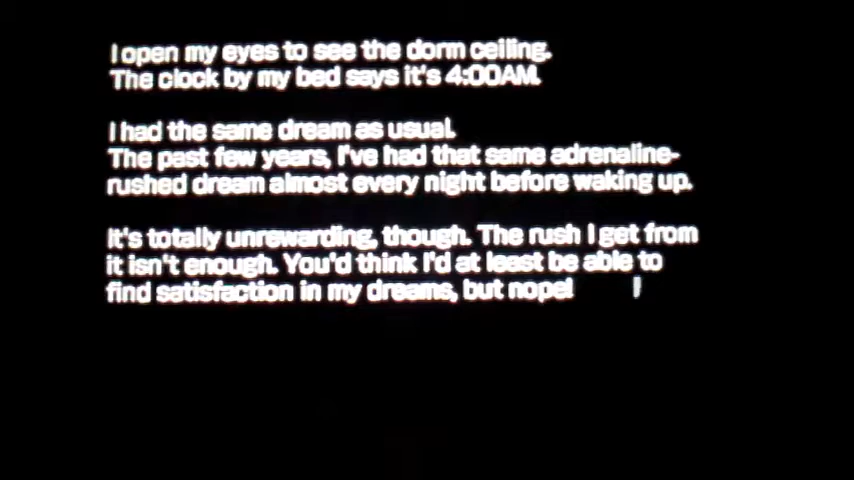 I open my eyes to see the dorm ceiling.
The clock by my bed says it's 4:00AM.
I had the same dream as usual.
The past few years, I've had that same adrenaline-
rushed dream almost every night before waking up.
It's totally unrewarding, though. The rush I get from
it isn't enough. You'd think I'd at least be able to
find satisfaction in my dreams, but nope!